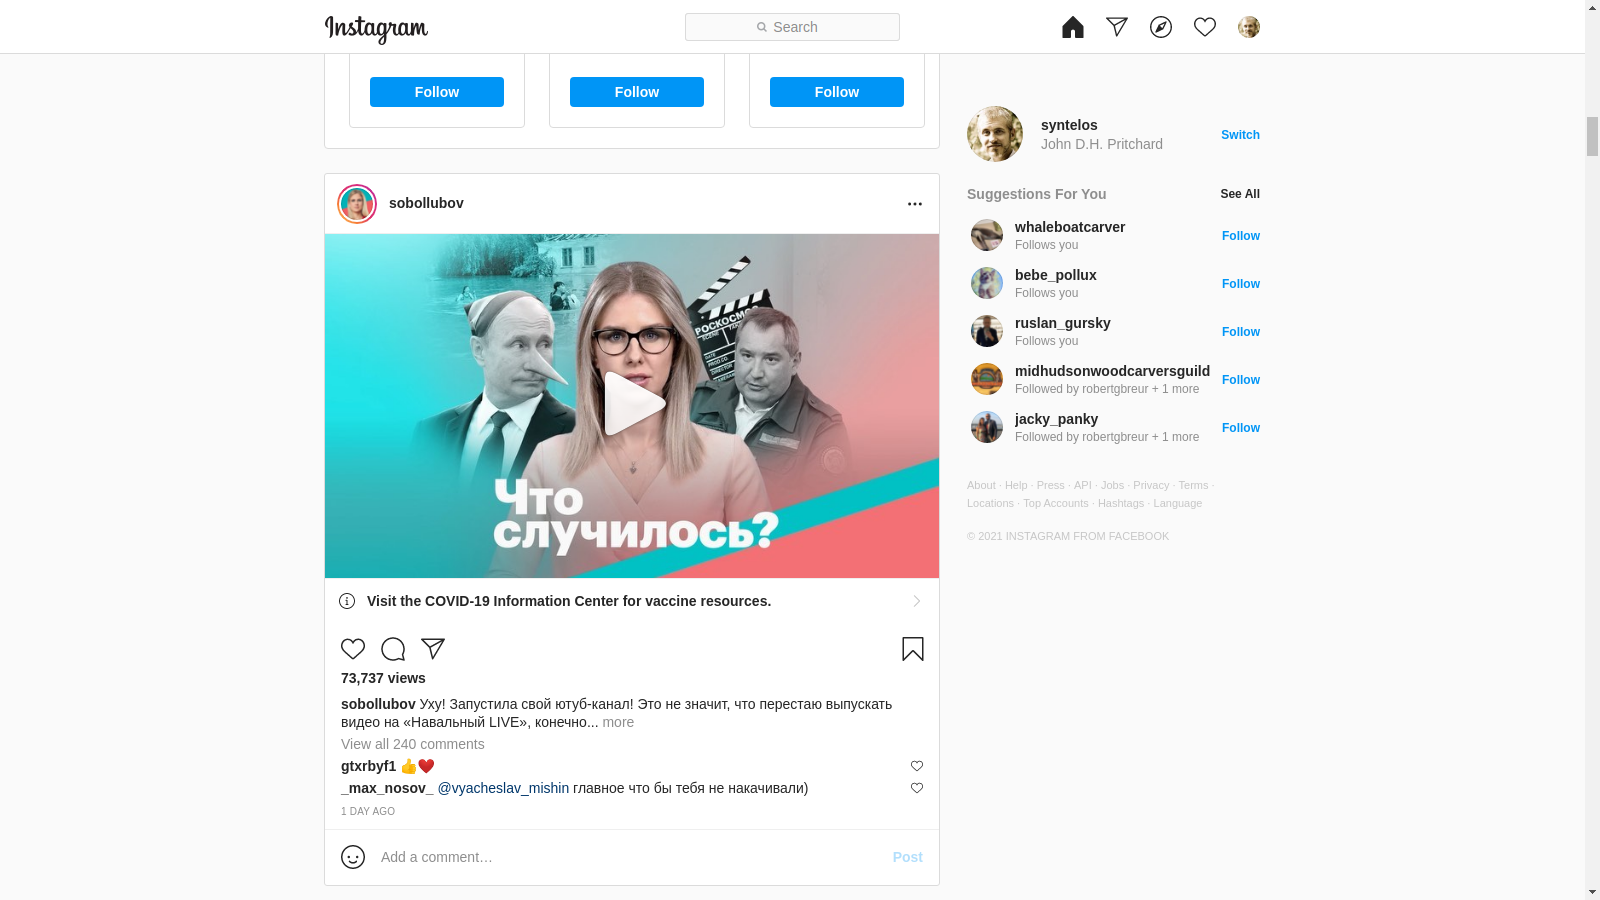 Instagram
Search
Follow
Follow
Follow
syntelos
John D.H. Pritchard
Switch
Suggestions For You
See All
whaleboatcarver
Follows you
Follow
bebe_pollux
Follows you
Follow
ruslan_gursky
Follows you
Follow
midhudsonwoodcarversguild
Followed by robertgbreur + 1 more
Follow
jacky_panky
Followed by robertgbreur + 1 more
Follow
About · Help · Press · API · Jobs · Privacy · Terms ·
Locations · Top Accounts · Hashtags · Language
© 2021 INSTAGRAM FROM FACEBOOK
sobollubov
РОСКОСМОС
SCENE
DATE
DIRECTOR
Что
случилось?
Visit the COVID-19 Information Center for vaccine resources.
73,737 views
sobollubov Уху! Запустила свой ютуб-канал! Это не значит, что перестаю выпускать
видео на «Навальный LIVE», конечно... more
View all 240 comments
gtxrbyf1 👍❤️
_max_nosov_ @vyacheslav_mishin главное что бы тебя не накачивали)
1 DAY AGO
Add a comment…
Post